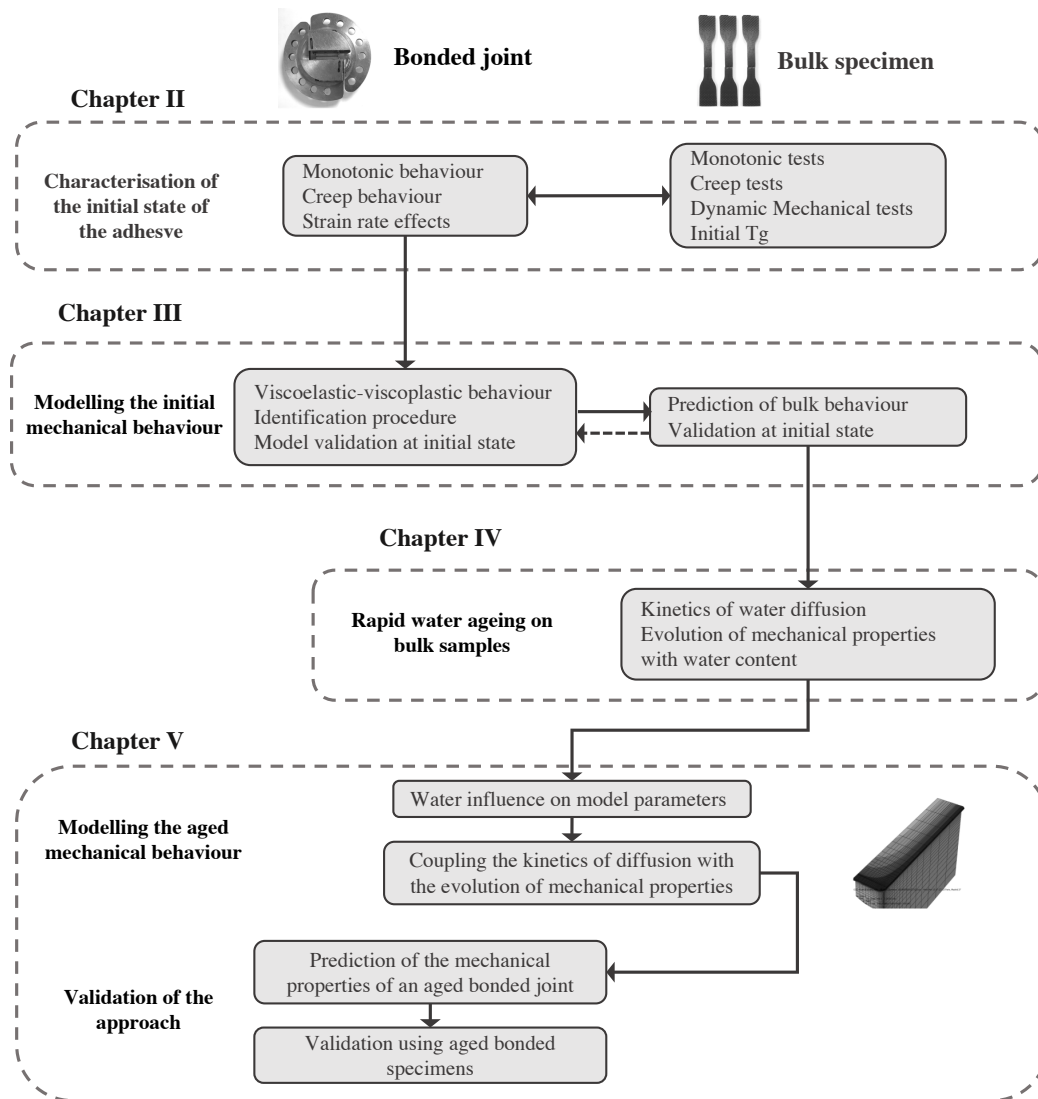 Bonded joint
Bulk specimen
Chapter II
Characterisation of
the initial state of
the adhesve
Monotonic behaviour
Creep behaviour
Strain rate effects
Monotonic tests
Creep tests
Dynamic Mechanical tests
Initial Tg
Chapter III
Modelling the initial
mechanical behaviour
Viscoelastic-viscoplastic behaviour
Identification procedure
Model validation at initial state
Prediction of bulk behaviour
Validation at initial state
Chapter IV
Rapid water ageing on
bulk samples
Kinetics of water diffusion
Evolution of mechanical properties
with water content
Chapter V
Modelling the aged
mechanical behaviour
Water influence on model parameters
Coupling the kinetics of diffusion with
the evolution of mechanical properties
Validation of the
approach
Prediction of the mechanical
properties of an aged bonded joint
Validation using aged bonded
specimens